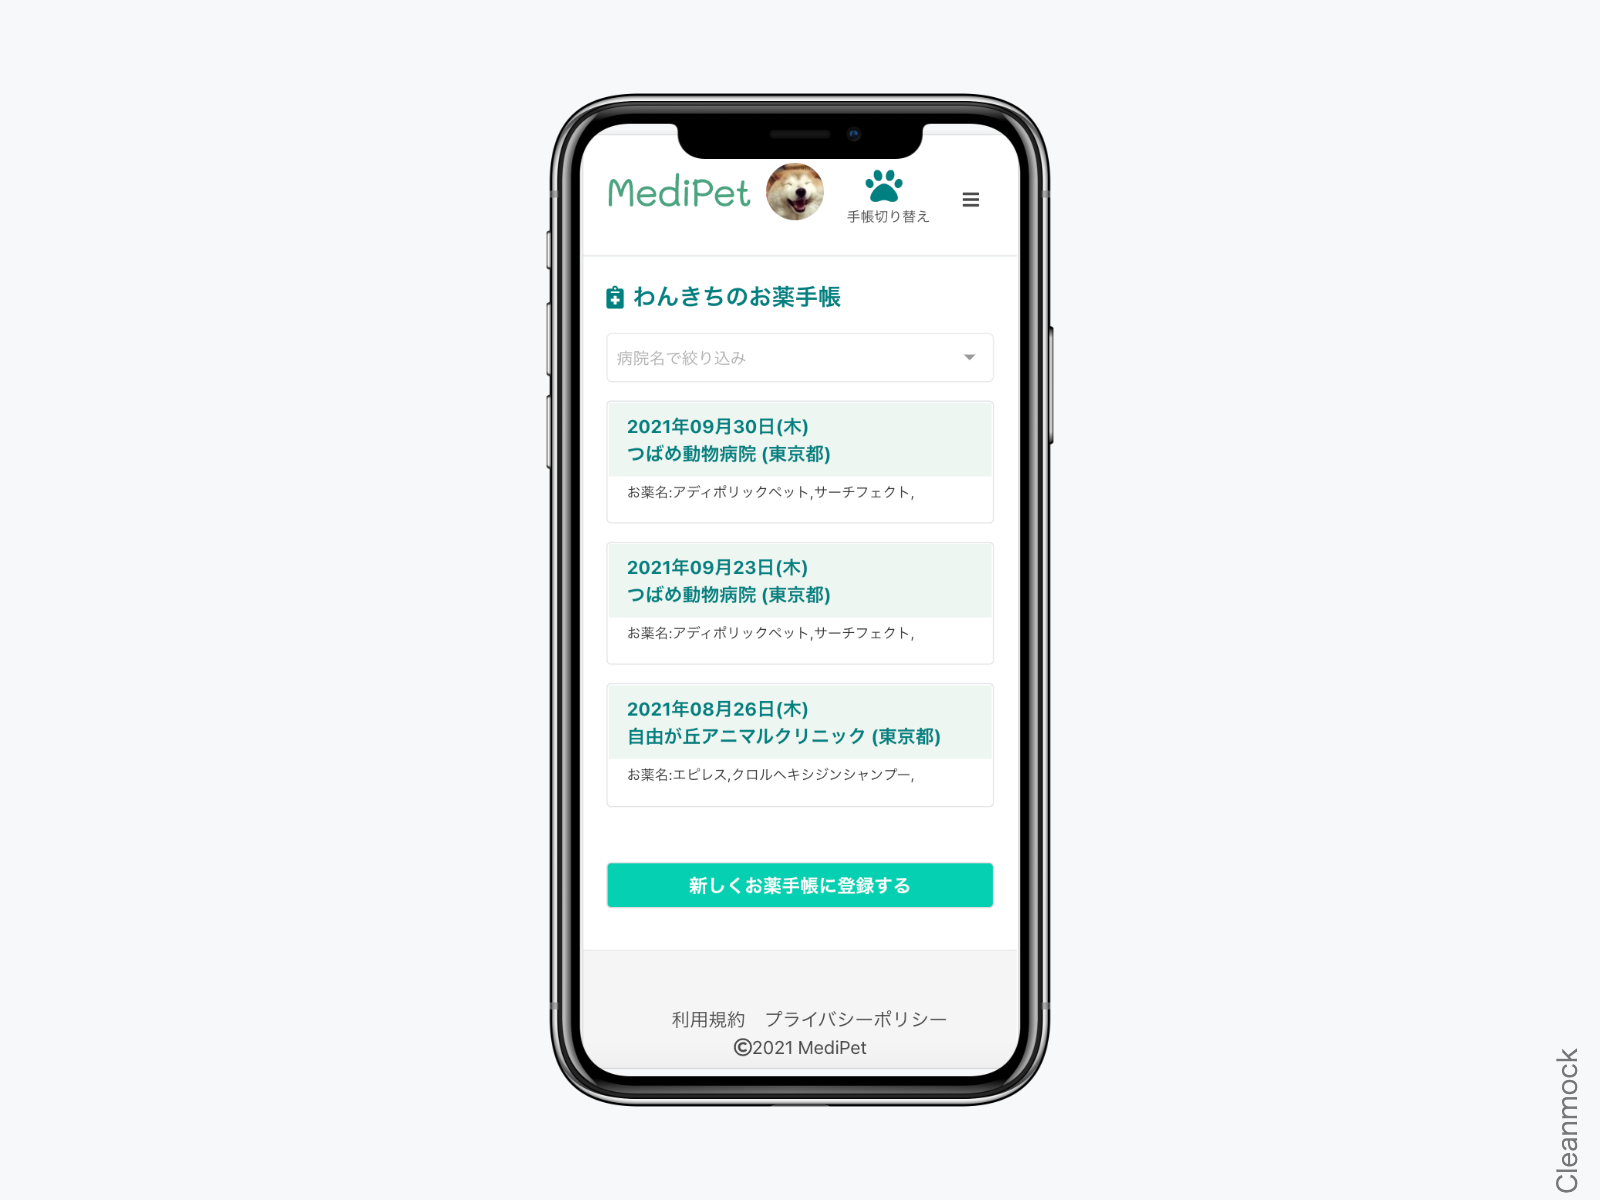 MediPet
手帳切り替え
わんきちのお薬手帳
病院名で絞り込み
2021年09月30日(木)
つばめ動物病院 (東京都)
お薬名:アディポリックペット,サーチフェクト,
2021年09月23日(木)
つばめ動物病院 (東京都)
お薬名:アディポリックペット,サーチフェクト,
2021年08月26日(木)
自由が丘アニマルクリニック (東京都)
お薬名:エピレス,クロルヘキシジンシャンプー,
新しくお薬手帳に登録する
利用規約 プライバシーポリシー
©2021 MediPet
Cleanmock